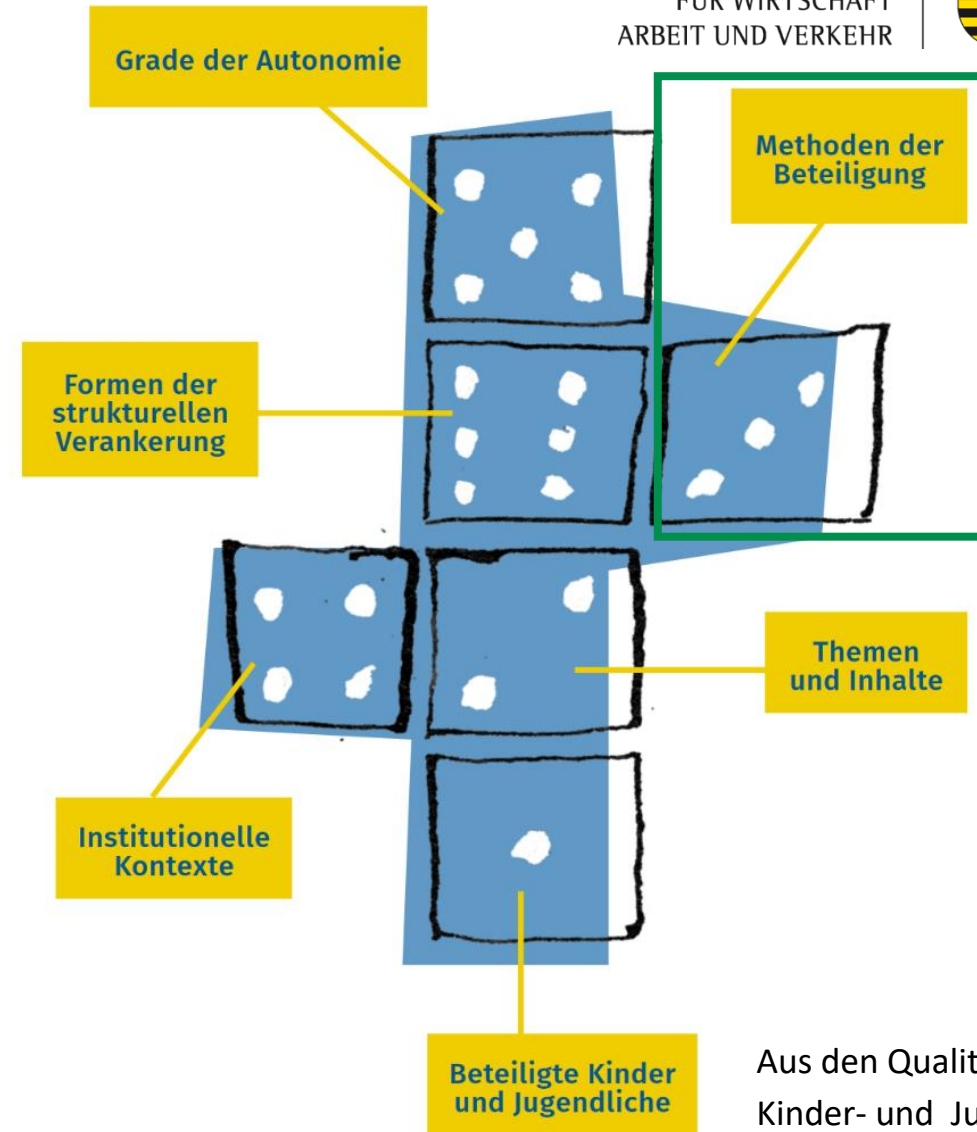 FÜR WIRTSCHAFT
ARBEIT UND VERKEHR
Grade der Autonomie
Methoden der
Beteiligung
Formen der
strukturellen
Verankerung
Themen
und Inhalte
Institutionelle
Kontexte
Beteiligte Kinder
und Jugendliche
Aus den Qualit
Kinder- und Ju